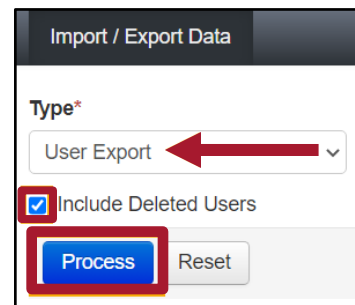 Import / Export Data
Type*
User Export
Include Deleted Users
Process Reset